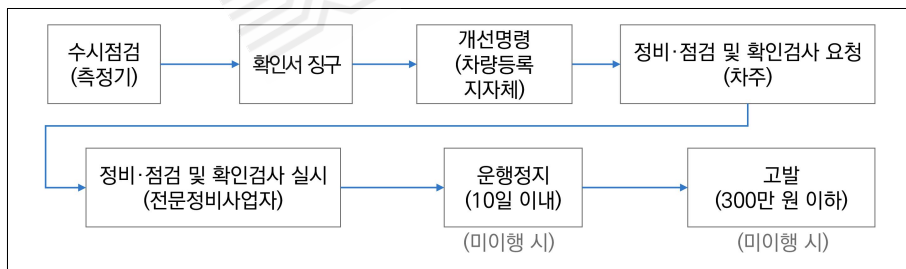 수시점검
(측정기)
확인서 징구
개선명령
(차량등록
지자체)
정비·점검 및 확인검사 요청
(차주)
정비·점검 및 확인검사 실시
(전문정비사업자)
운행정지
(10일 이내)
(미이행 시)
고발
(300만 원 이하)
(미이행 시)